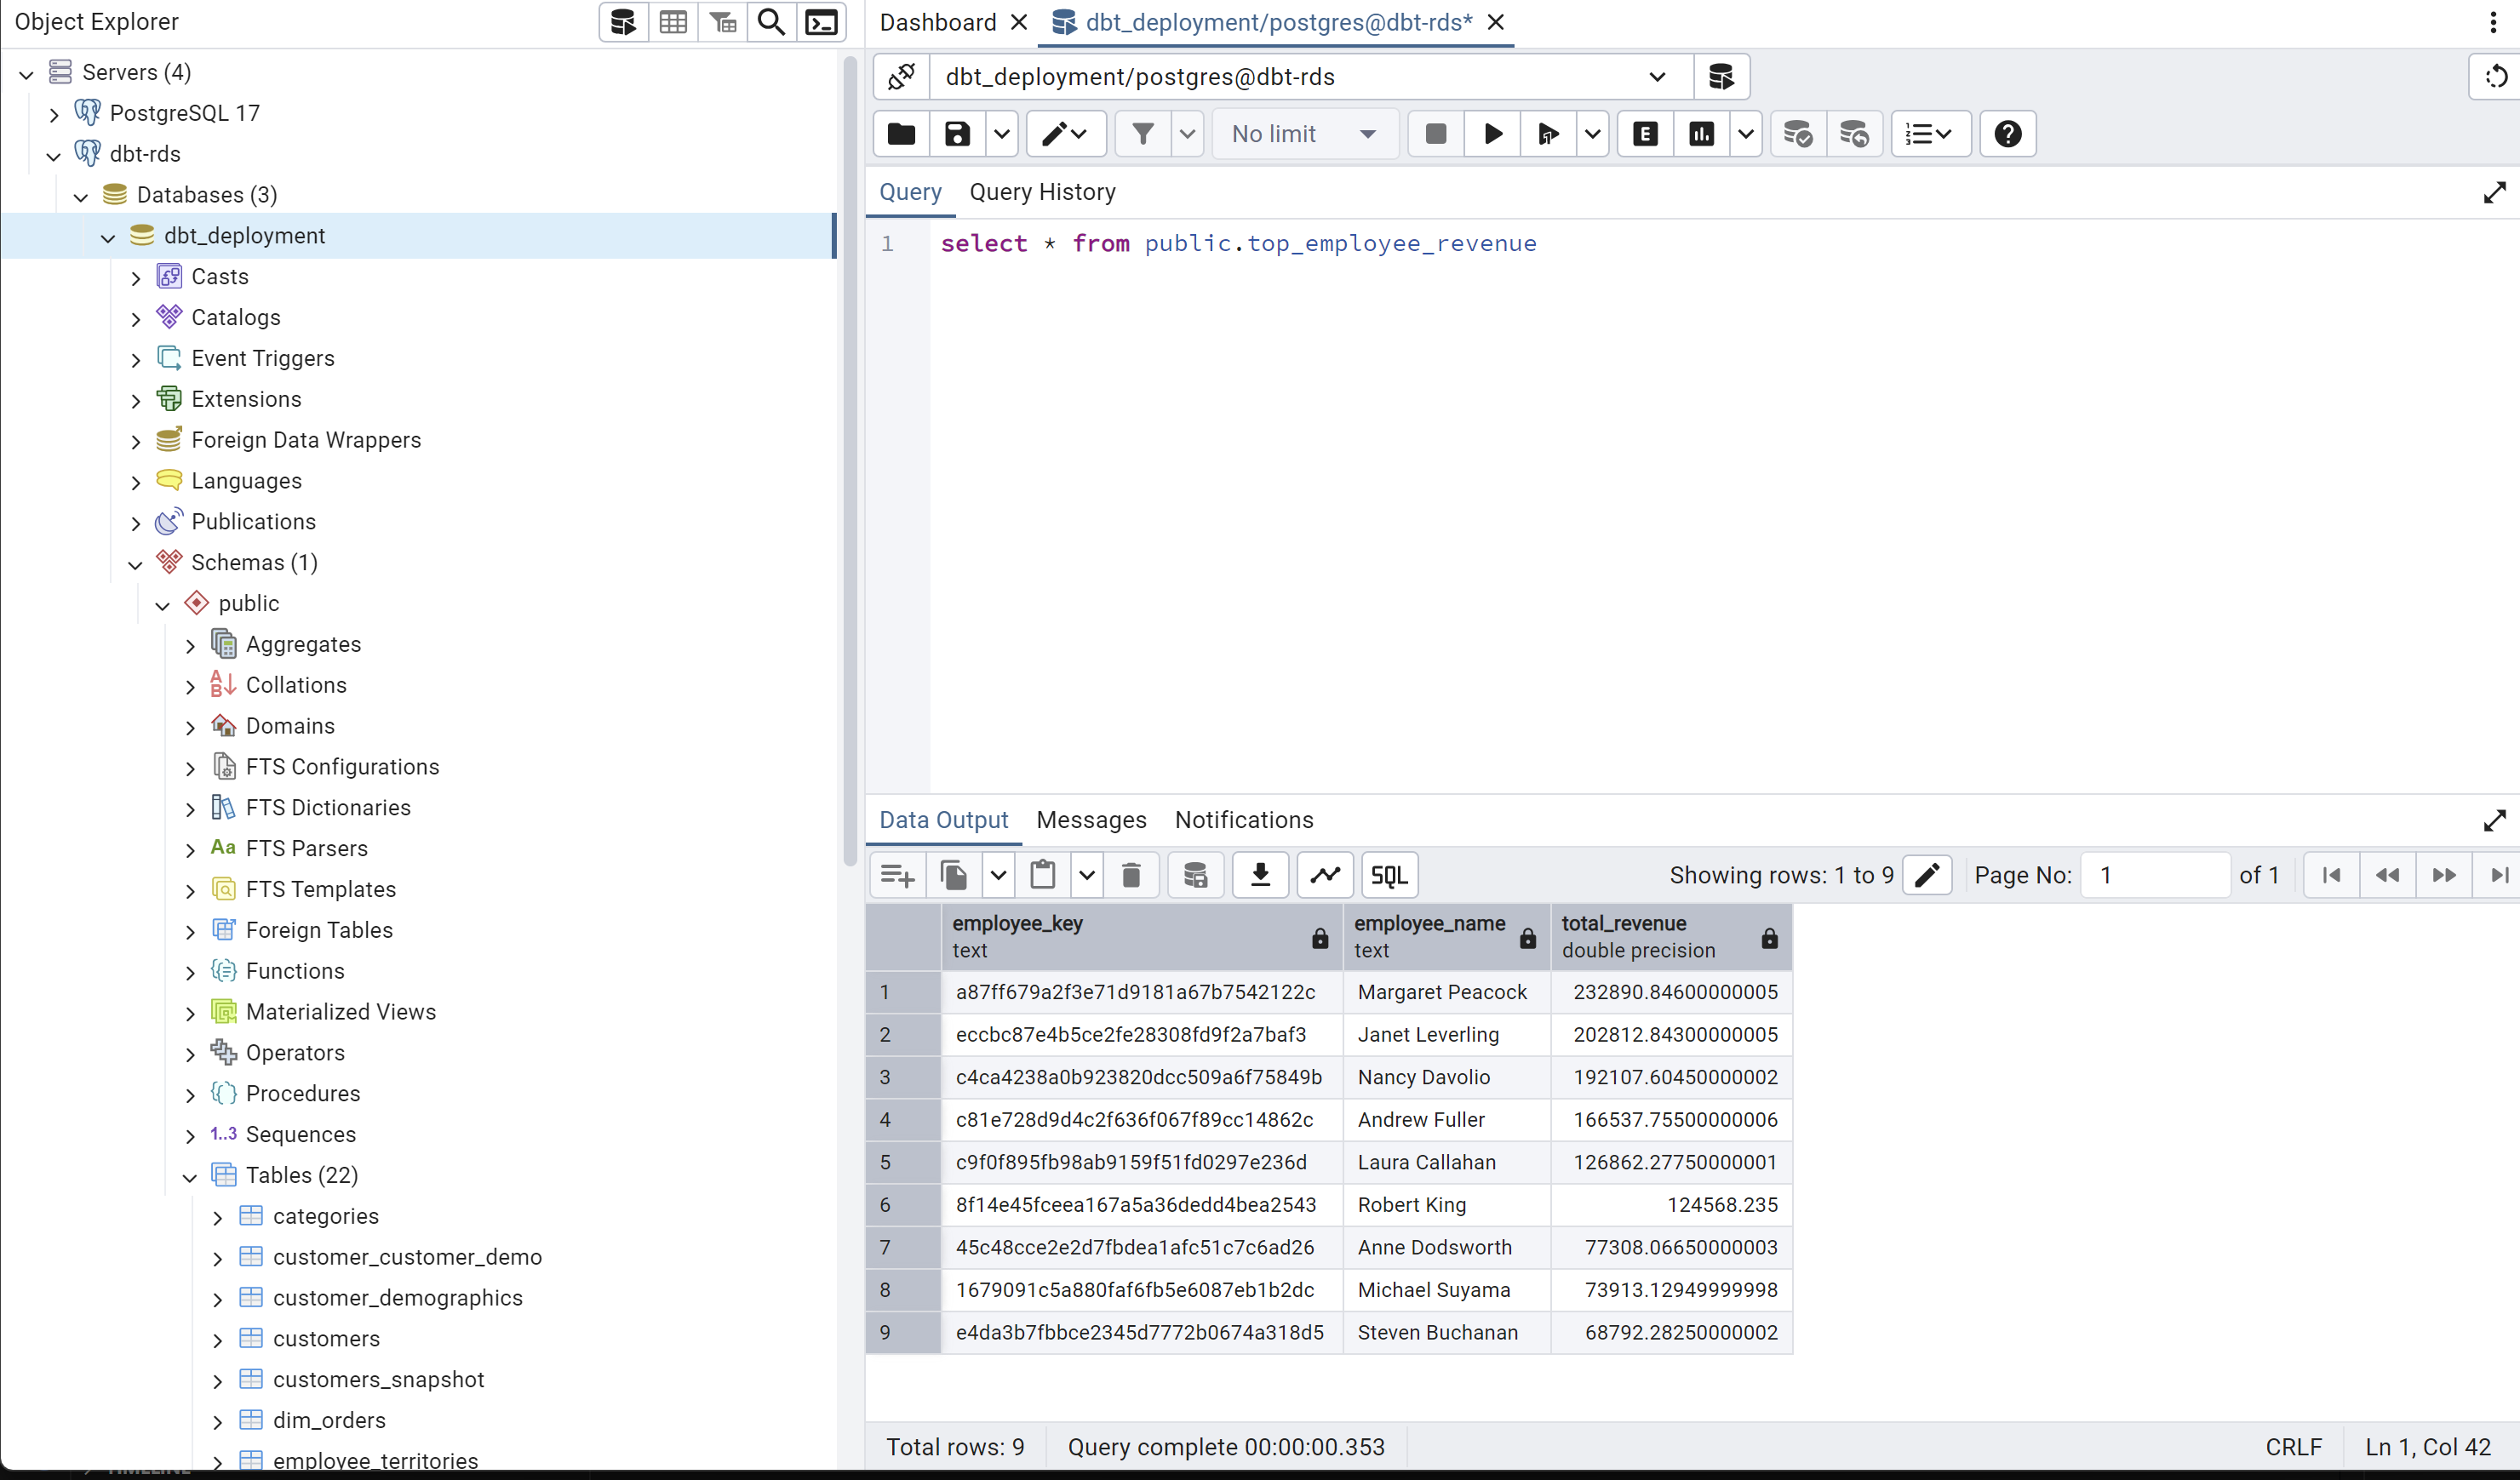 Object Explorer
Servers (4)
PostgreSQL 17
dbt-rds
Databases (3)
dbt_deployment
Casts
Catalogs
Event Triggers
Extensions
Foreign Data Wrappers
Languages
Publications
Schemas (1)
public
Aggregates
Collations
Domains
FTS Configurations
FTS Dictionaries
Aa FTS Parsers
FTS Templates
Foreign Tables
Functions
Materialized Views
Operators
Procedures
1..3 Sequences
Tables (22)
categories
customer_customer_demo
customer_demographics
customers
customers_snapshot
dim_orders
employee_territories
Dashboard dbt_deployment/postgres@dbt-rds*
dbt_deployment/postgres@dbt-rds
No limit E
Query Query History
1 select * from public.top_employee_revenue
Data Output Messages Notifications
SQL Showing rows: 1 to 9 Page No: 1 of 1
employee_key employee_name total_revenue
text text double precision
1 a87ff679a2f3e71d9181a67b7542122c Margaret Peacock 232890.84600000005
2 eccbc87e4b5ce2fe28308fd9f2a7baf3 Janet Leverling 202812.84300000005
3 c4ca4238a0b923820dcc509a6f75849b Nancy Davolio 192107.60450000002
4 c81e728d9d4c2f636f067f89cc14862c Andrew Fuller 166537.75500000006
5 c9f0f895fb98ab9159f51fd0297e236d Laura Callahan 126862.27750000001
6 8f14e45fceea167a5a36dedd4bea2543 Robert King 124568.235
7 45c48cce2e2d7fbdea1afc51c7c6ad26 Anne Dodsworth 77308.06650000003
8 1679091c5a880faf6fb5e6087eb1b2dc Michael Suyama 73913.12949999998
9 e4da3b7fbbce2345d7772b0674a318d5 Steven Buchanan 68792.28250000002
Total rows: 9 Query complete 00:00:00.353 CRLF Ln 1, Col 42